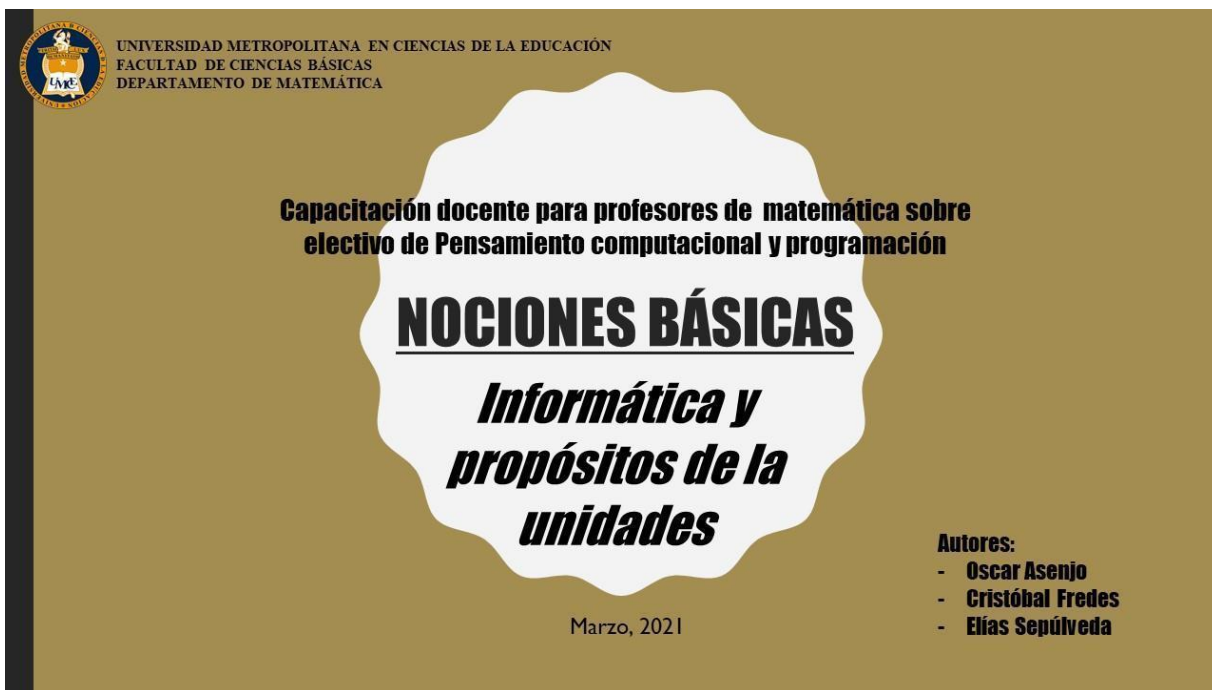 UNIVERSIDAD METROPOLITANA EN CIENCIAS DE LA EDUCACIÓN
FACULTAD DE CIENCIAS BÁSICAS
DEPARTAMENTO DE MATEMÁTICA
UMCE
Capacitación docente para profesores de matemática sobre
electivo de Pensamiento computacional y programación
NOCIONES BÁSICAS
Informática y
propósitos de la
unidades
Autores:
- Oscar Asenjo
- Cristóbal Fredes
- Elías Sepúlveda
Marzo, 2021